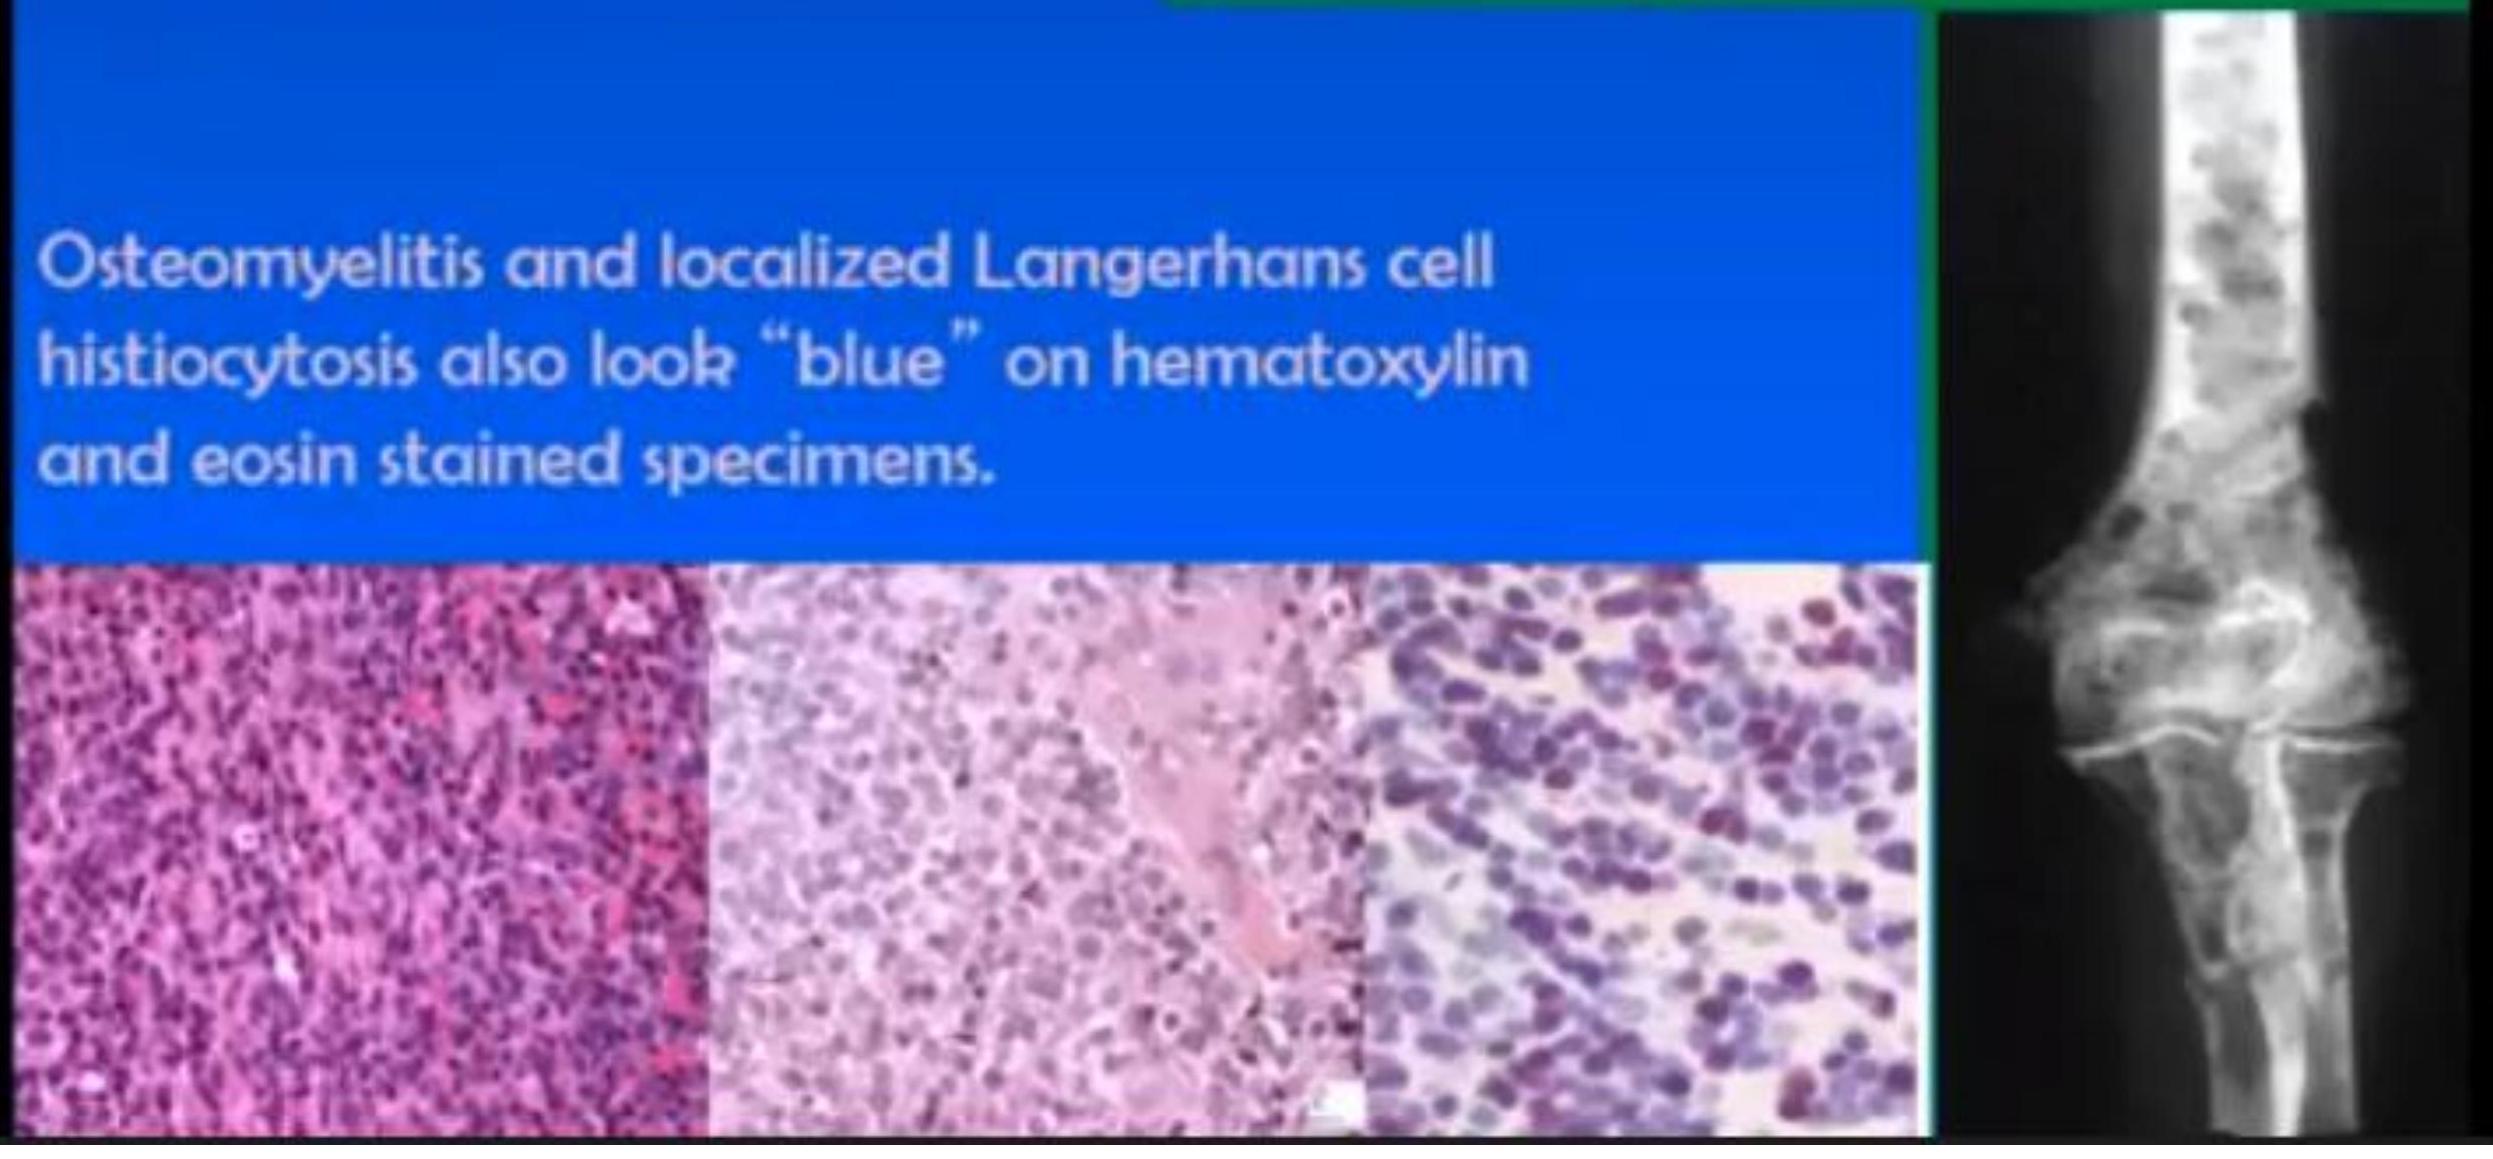 Osteomyelitis and localized Langerhans cell
histiocytosis also look “blue” on hematoxylin
and eosin stained specimens.